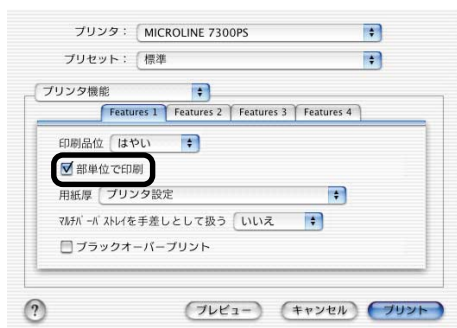 プリンタ： MICROLINE 7300PS
プリセット： 標準
プリンタ機能
Features 1 Features 2 Features 3 Features 4
印刷品位 はやい
部単位で印刷
用紙厚 プリンタ設定
ﾏﾙﾁﾊﾟｰﾊﾟｽﾄﾚｲを手差しとして扱う いいえ
ブラックオーバープリント
? プレビュー キャンセル プリント